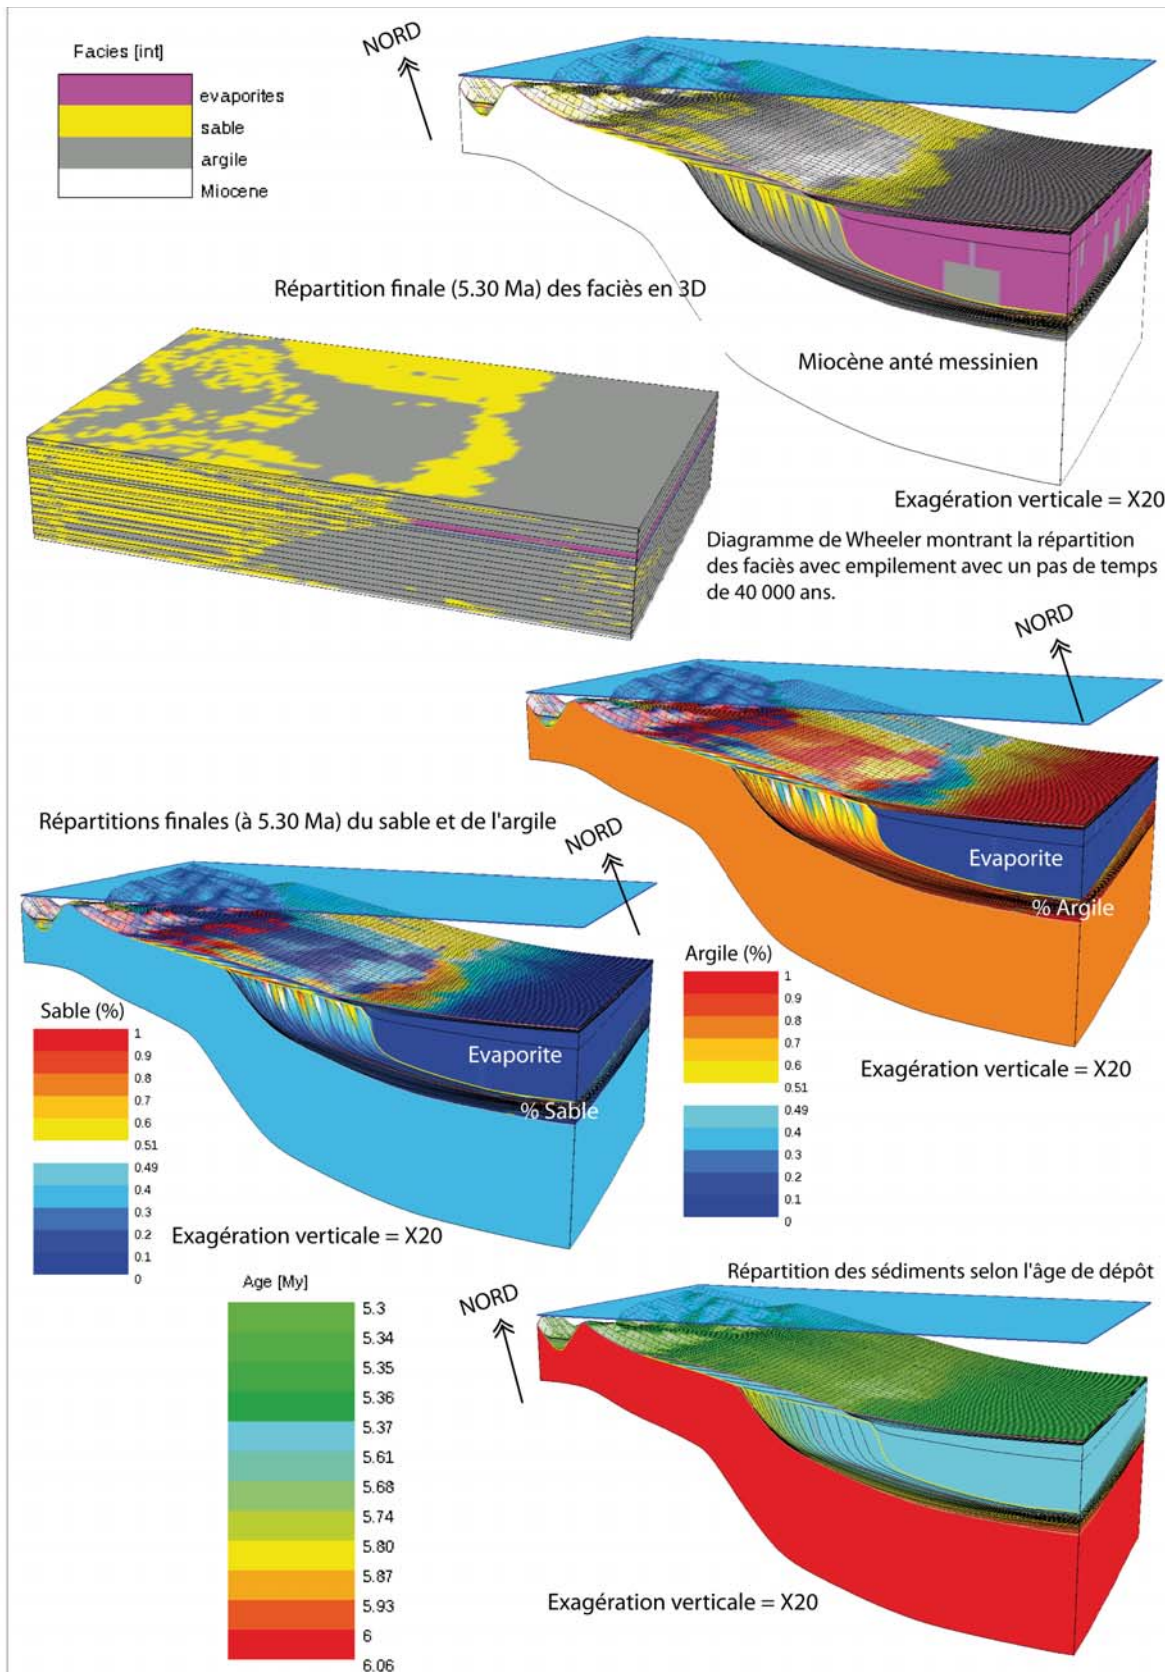 NORD
Facies [int]
evaporites
sable
argile
Miocene
Répartition finale (5.30 Ma) des faciès en 3D
Miocène anté messinien
Exagération verticale = X20
Diagramme de Wheeler montrant la répartition
des faciès avec empilement avec un pas de temps
de 40 000 ans.
NORD
Répartitions finales (à 5.30 Ma) du sable et de l'argile
NORD
Evaporite
% Argile
Argile (%)
1
0.9
0.8
0.7
0.6
0.51
0.49
0.4
0.3
0.2
0.1
0
Exagération verticale = X20
Sable (%)
1
0.9
0.8
0.7
0.6
0.51
0.49
0.4
0.3
0.2
0.1
0
Evaporite
% Sable
Exagération verticale = X20
Répartition des sédiments selon l'âge de dépôt
Age [My]
5.3
5.34
5.35
5.36
5.37
5.61
5.68
5.74
5.80
5.87
5.93
6
6.06
NORD
Exagération verticale = X20